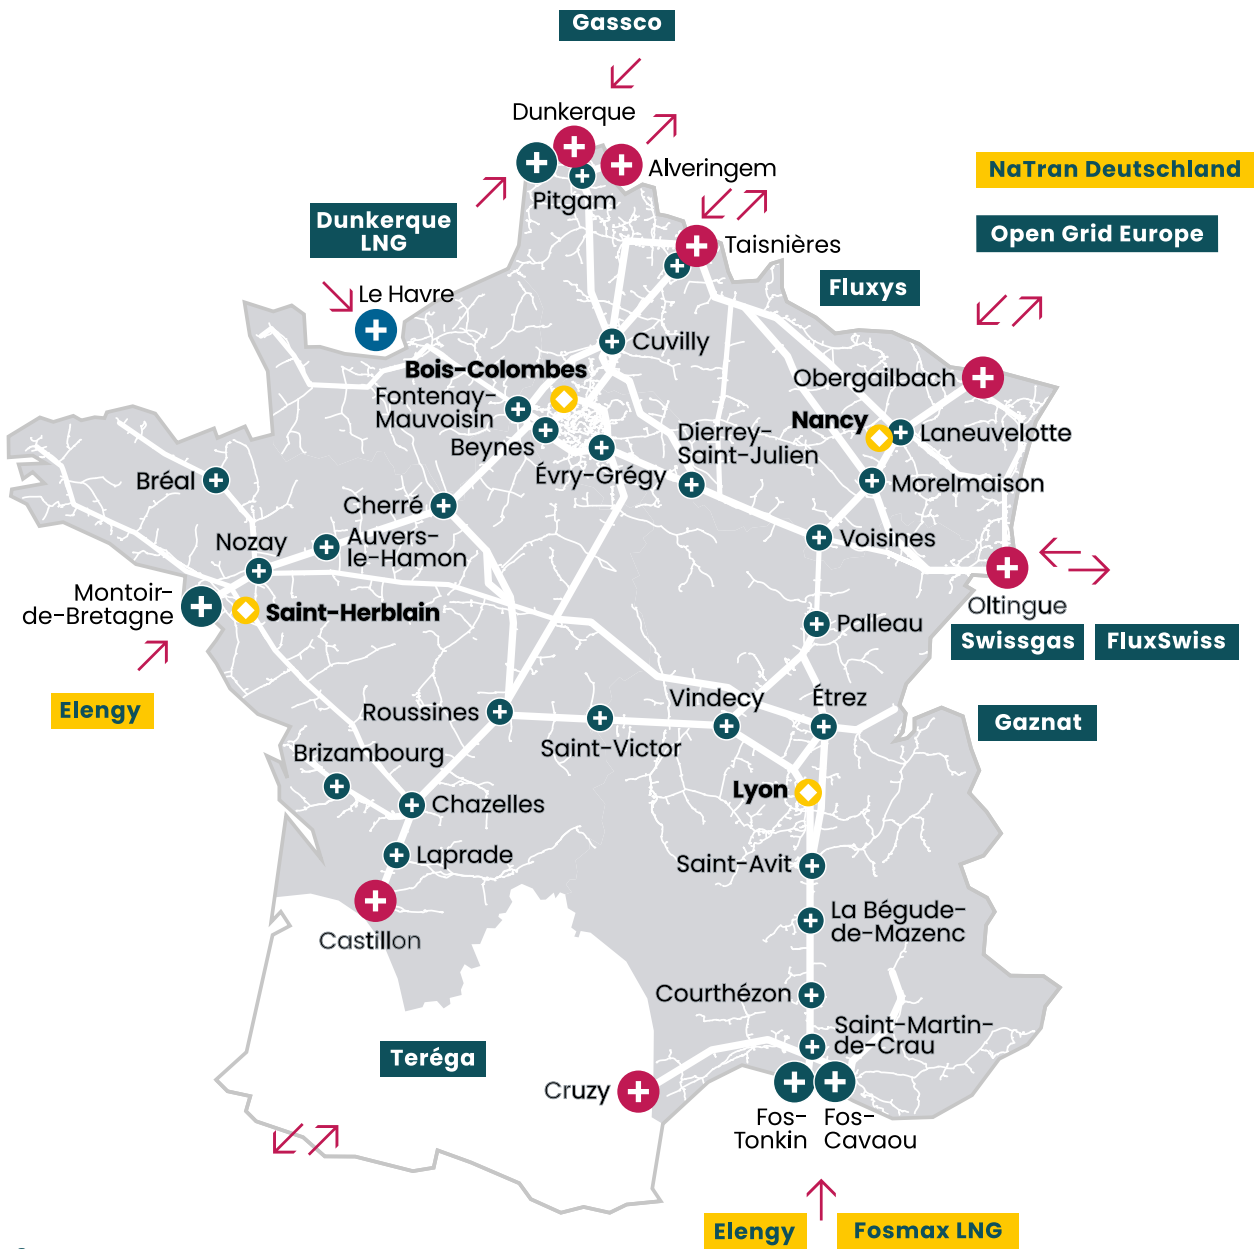 Gassco
Dunkerque
Alveringem
NaTran Deutschland
Pitgam
Dunkerque
LNG
Open Grid Europe
Taisnières
Fluxys
Le Havre
Cuvilly
Bois-Colombes
Obergailbach
Fontenay-
Mauvoisin
Nancy
Laneuvelotte
Beynes
Dierrey-
Saint-Julien
Évry-Grégy
Bréal
Morelmaison
Cherré
Nozay
Auvers-
le-Hamon
Voisines
Montoir-
de-Bretagne
Saint-Herblain
Oltingue
Palleau
Swissgas
FluxSwiss
Elengy
Roussines
Vindecy
Étrez
Gaznat
Saint-Victor
Brizambourg
Lyon
Chazelles
Laprade
Saint-Avit
Castillon
La Bégude-
de-Mazenc
Courthézon
Saint-Martin-
de-Crau
Teréga
Cruzy
Fos-
Tonkin
Fos-
Cavaou
Elengy
Fosmax LNG